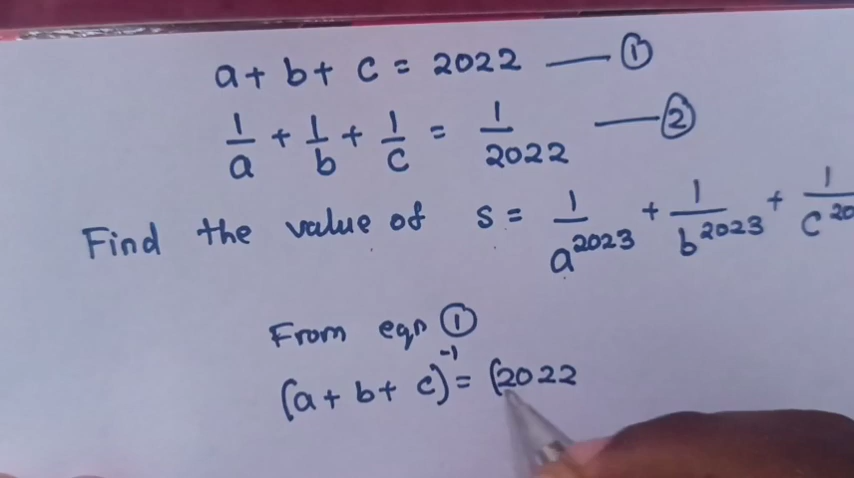 a + b + c = 2022 —— ①
1/a + 1/b + 1/c = 1/2022 —— ②
Find the value of s = 1/a^2023 + 1/b^2023 + 1/c^20
From eqn ①
(a + b + c)^-1 = (2022